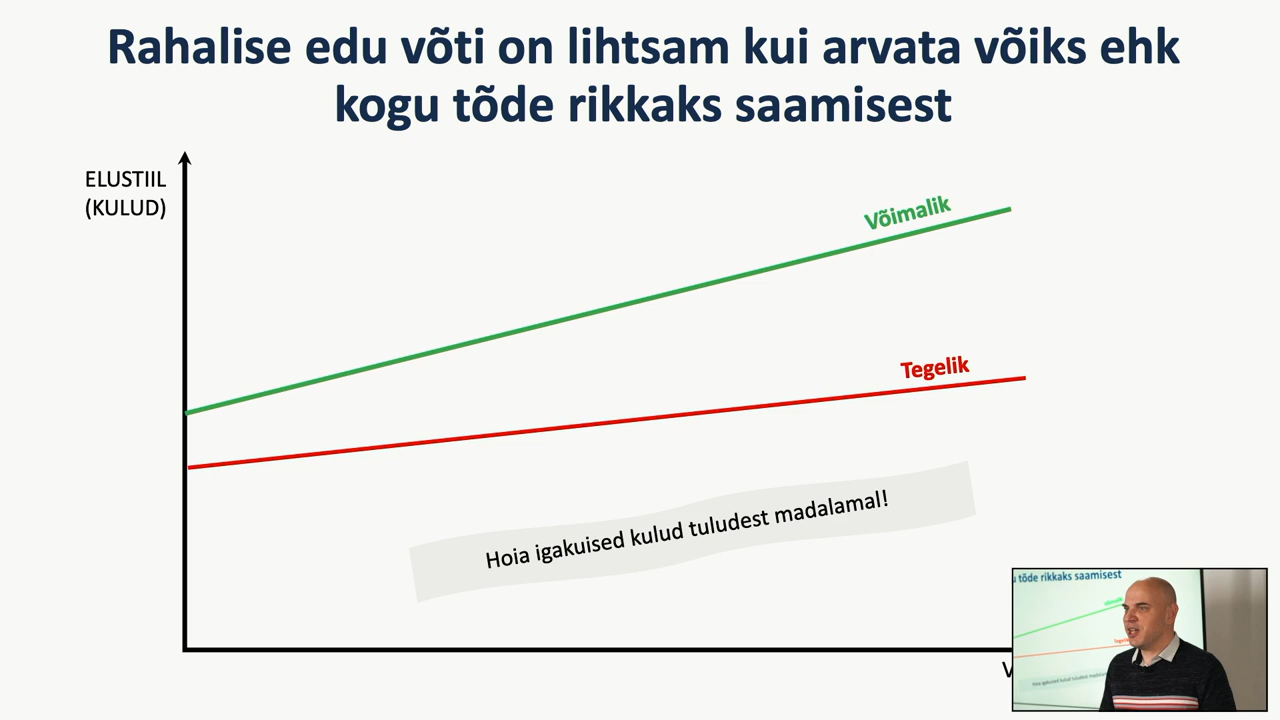 Rahalise edu võti on lihtsam kui arvata võiks ehk
kogu tõde rikkaks saamisest
ELUSTIIL
(KULUD)
Võimalik
Tegelik
Hoia igakuised kulud tuludest madalamal!
tõde rikkaks saamisest